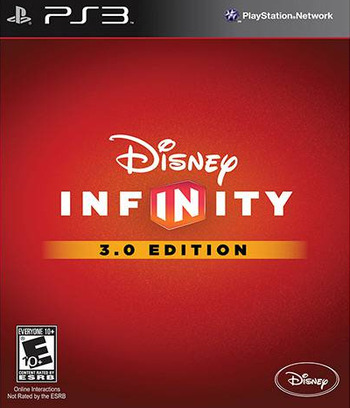 PS3
PlayStation®Network
Disney
INFINITY
3.0 EDITION
EVERYONE 10+
E
10+
CONTENT RATED BY
ESRB
Online Interactions
Not Rated by the ESRB
Disney